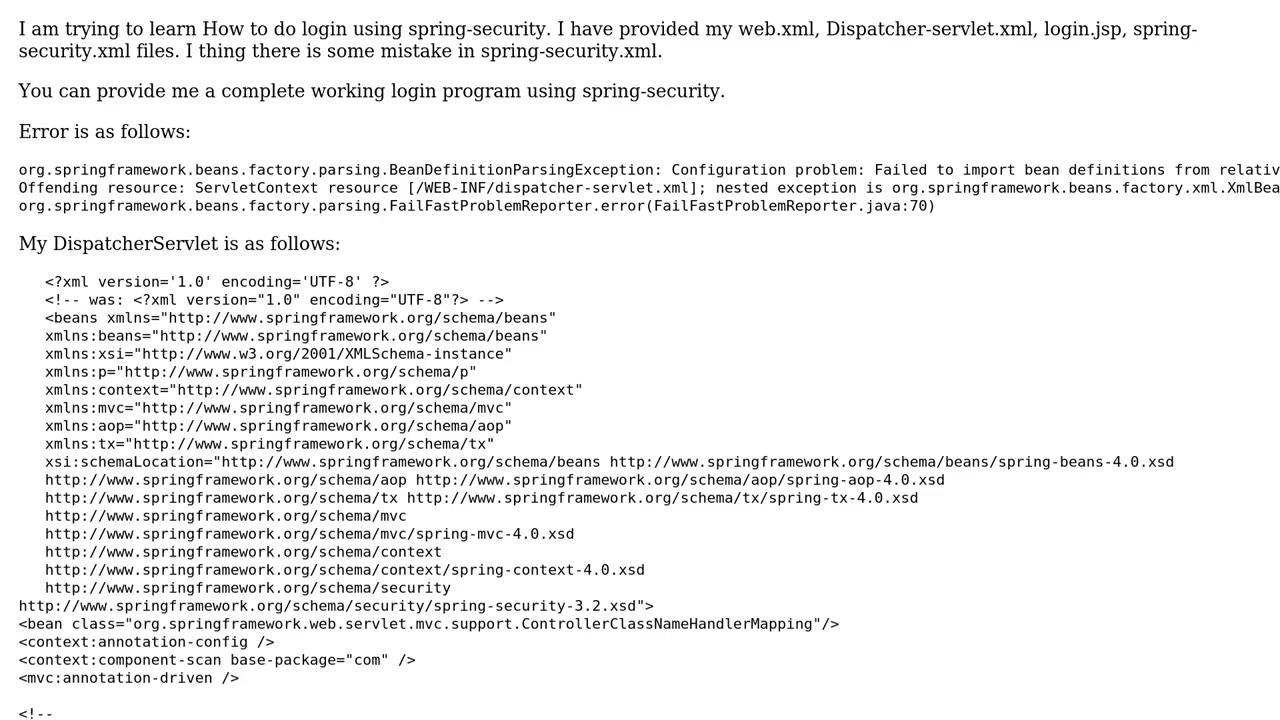 I am trying to learn How to do login using spring-security. I have provided my web.xml, Dispatcher-servlet.xml, login.jsp, spring-
security.xml files. I thing there is some mistake in spring-security.xml.
You can provide me a complete working login program using spring-security.
Error is as follows:
org.springframework.beans.factory.parsing.BeanDefinitionParsingException: Configuration problem: Failed to import bean definitions from relativ
Offending resource: ServletContext resource [/WEB-INF/dispatcher-servlet.xml]; nested exception is org.springframework.beans.factory.xml.XmlBea
org.springframework.beans.factory.parsing.FailFastProblemReporter.error(FailFastProblemReporter.java:70)
My DispatcherServlet is as follows:
<?xml version='1.0' encoding='UTF-8' ?>
<!-- was: <?xml version="1.0" encoding="UTF-8"?> -->
<beans xmlns="http://www.springframework.org/schema/beans"
xmlns:beans="http://www.springframework.org/schema/beans"
xmlns:xsi="http://www.w3.org/2001/XMLSchema-instance"
xmlns:p="http://www.springframework.org/schema/p"
xmlns:context="http://www.springframework.org/schema/context"
xmlns:mvc="http://www.springframework.org/schema/mvc"
xmlns:aop="http://www.springframework.org/schema/aop"
xmlns:tx="http://www.springframework.org/schema/tx"
xsi:schemaLocation="http://www.springframework.org/schema/beans http://www.springframework.org/schema/beans/spring-beans-4.0.xsd
http://www.springframework.org/schema/aop http://www.springframework.org/schema/aop/spring-aop-4.0.xsd
http://www.springframework.org/schema/tx http://www.springframework.org/schema/tx/spring-tx-4.0.xsd
http://www.springframework.org/schema/mvc
http://www.springframework.org/schema/mvc/spring-mvc-4.0.xsd
http://www.springframework.org/schema/context
http://www.springframework.org/schema/context/spring-context-4.0.xsd
http://www.springframework.org/schema/security
http://www.springframework.org/schema/security/spring-security-3.2.xsd">
<bean class="org.springframework.web.servlet.mvc.support.ControllerClassNameHandlerMapping"/>
<context:annotation-config />
<context:component-scan base-package="com" />
<mvc:annotation-driven />
<!--